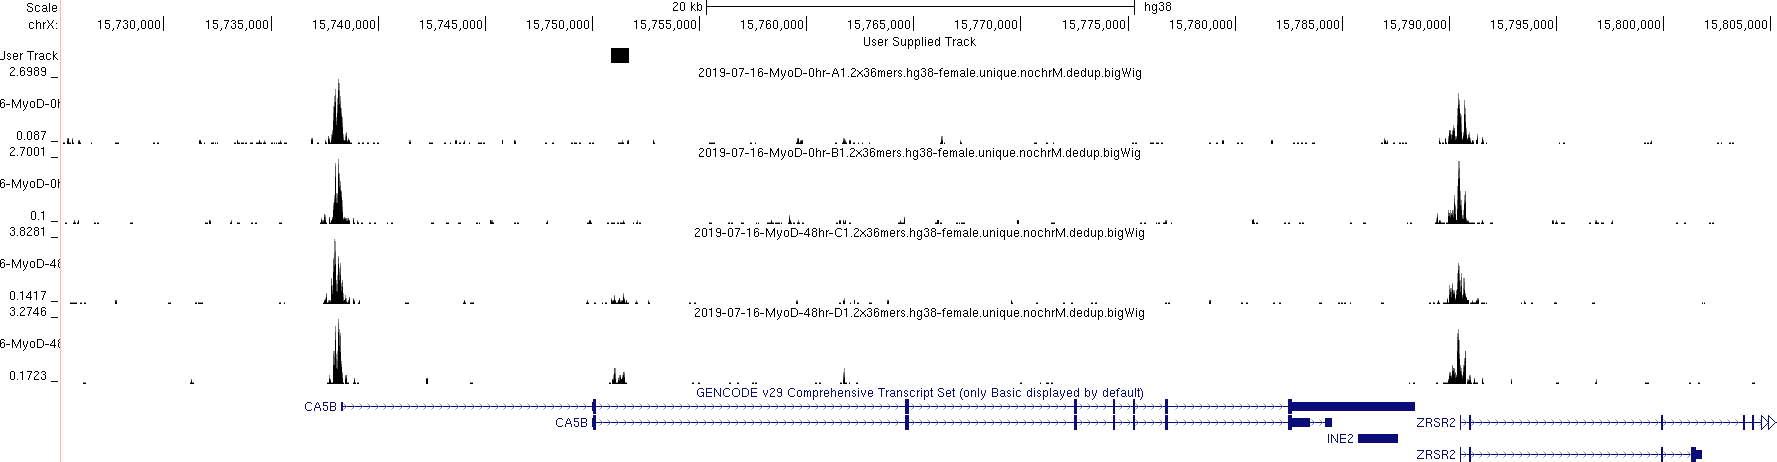 Scale 20 kb hg38
chrX: 15,730,000 15,735,000 15,740,000 15,745,000 15,750,000 15,755,000 15,760,000 15,765,000 15,770,000 15,775,000 15,780,000 15,785,000 15,790,000 15,795,000 15,800,000 15,805,000
User Supplied Track
User Track
2.6989
2019-07-16-MyoD-0hr-A1.2x36mers.hg38-female.unique.nochrM.dedup.bigWig
6-MyoD-0h
0.087
2.7001
2019-07-16-MyoD-0hr-B1.2x36mers.hg38-female.unique.nochrM.dedup.bigWig
6-MyoD-0h
0.1
3.8281
2019-07-16-MyoD-48hr-C1.2x36mers.hg38-female.unique.nochrM.dedup.bigWig
6-MyoD-48
0.1417
3.2746
2019-07-16-MyoD-48hr-D1.2x36mers.hg38-female.unique.nochrM.dedup.bigWig
6-MyoD-48
0.1723
GENCODE v29 Comprehensive Transcript Set (only Basic displayed by default)
CA5B
CA5B ZRSR2
INE2
ZRSR2